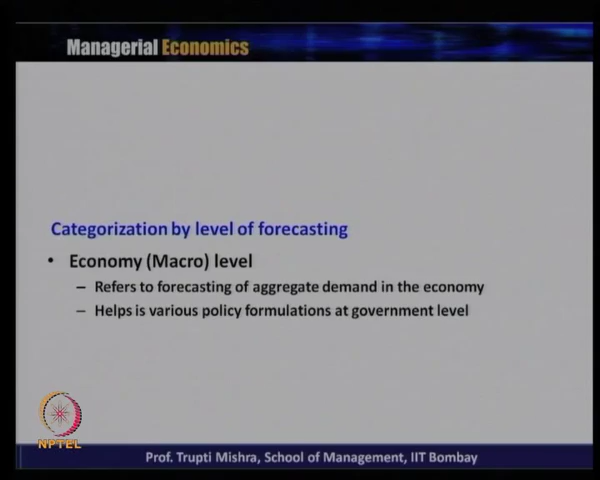 Managerial Economics
Categorization by level of forecasting
• Economy (Macro) level
– Refers to forecasting of aggregate demand in the economy
– Helps is various policy formulations at government level
NPTEL
Prof. Trupti Mishra, School of Management, IIT Bombay